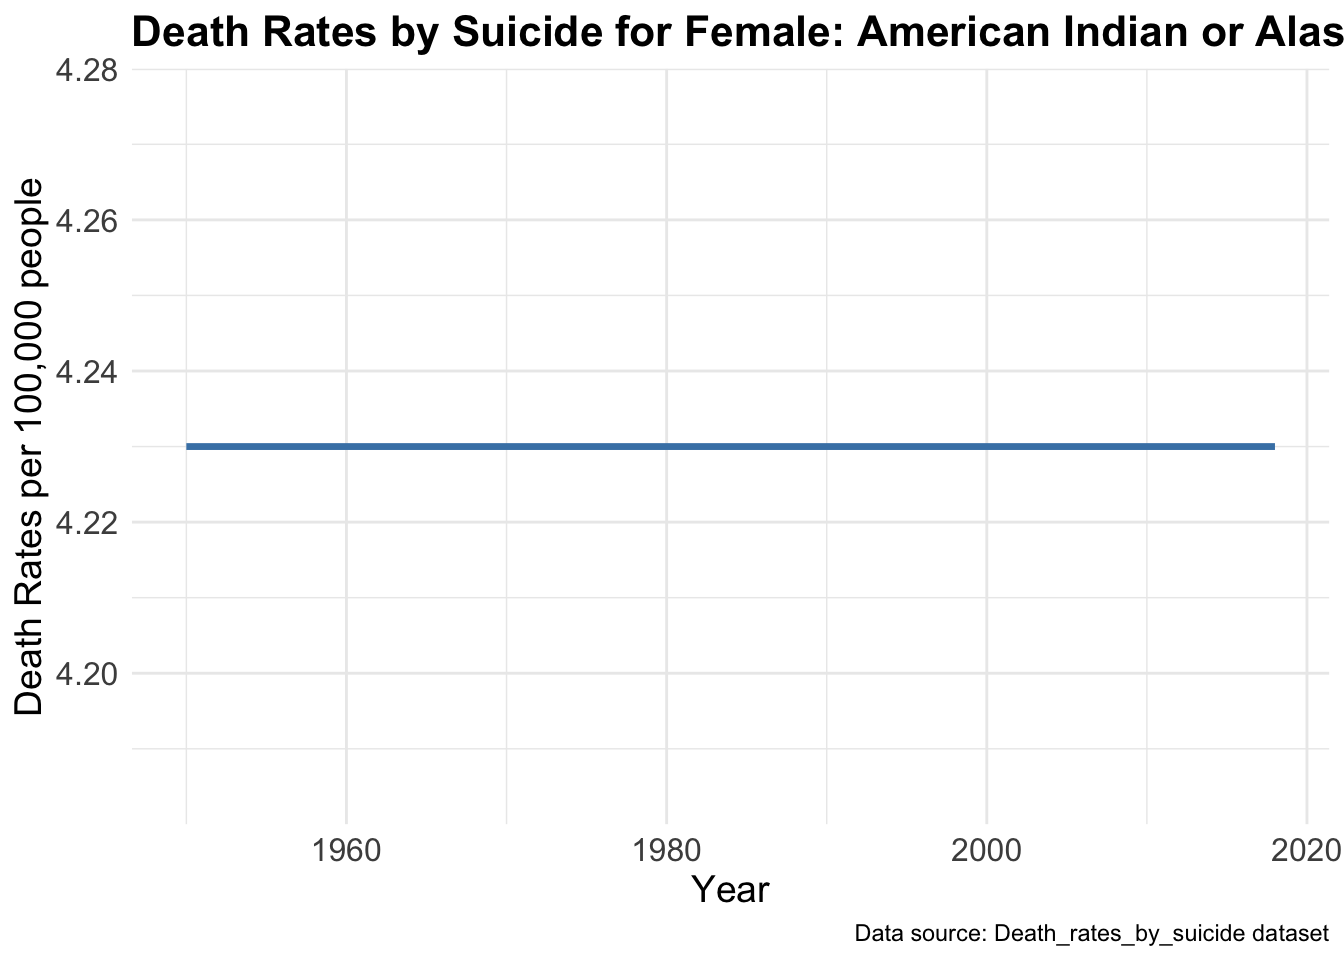 Death Rates by Suicide for Female: American Indian or Alas
4.28
4.26
4.24
4.22
4.20
Death Rates per 100,000 people
1960 1980 2000 2020
Year
Data source: Death_rates_by_suicide dataset